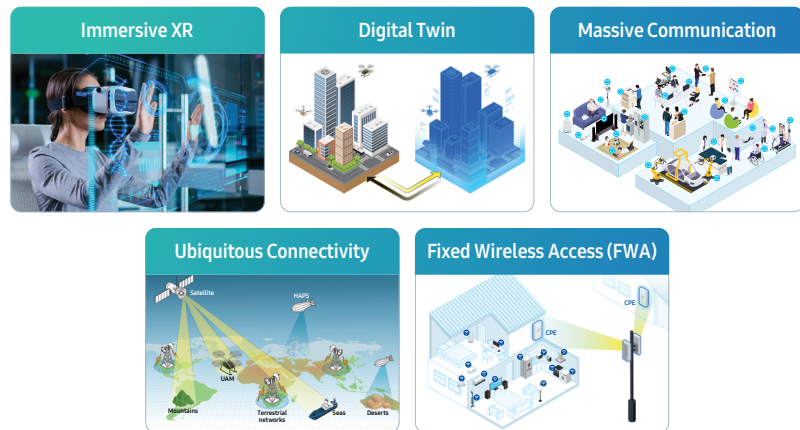 Immersive XR
Digital Twin
Massive Communication
Ubiquitous Connectivity
Satellite
HAPS
UAM
Mountains
Terrestrial
networks
Seas
Deserts
Fixed Wireless Access (FWA)
CPE
CPE